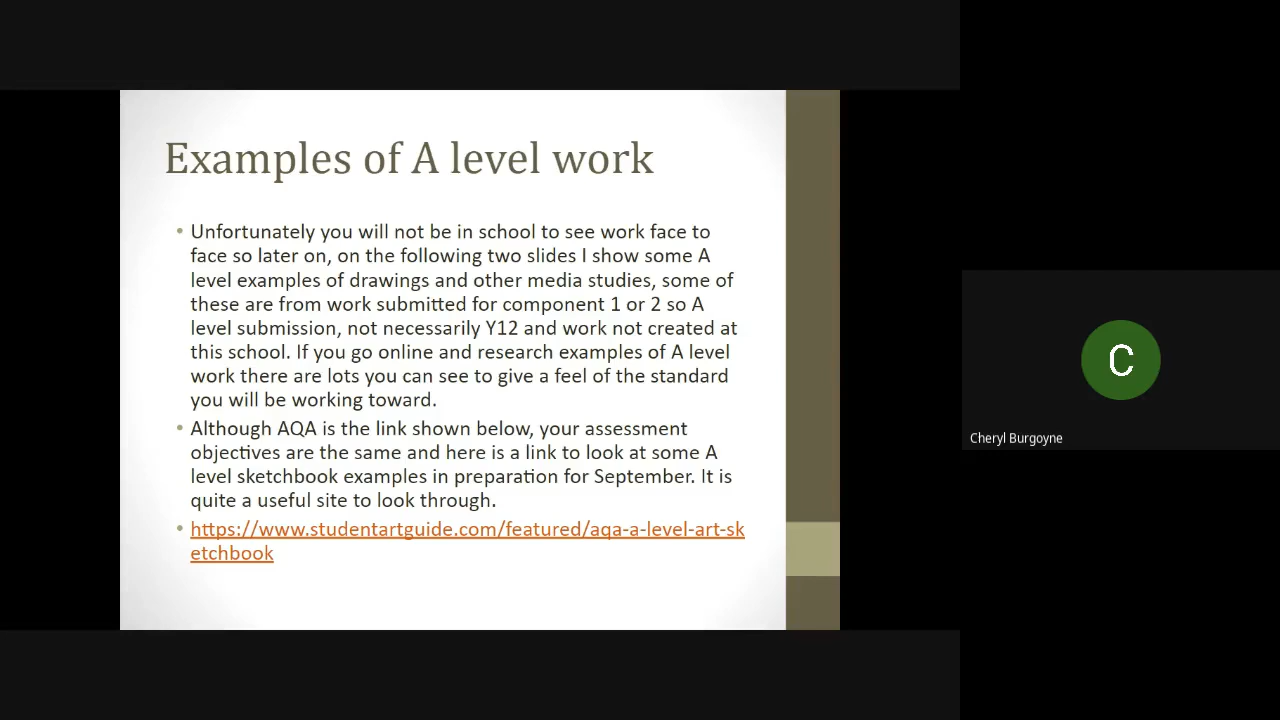 Examples of A level work
• Unfortunately you will not be in school to see work face to
face so later on, on the following two slides I show some A
level examples of drawings and other media studies, some of
these are from work submitted for component 1 or 2 so A
level submission, not necessarily Y12 and work not created at
this school. If you go online and research examples of A level
work there are lots you can see to give a feel of the standard
you will be working toward.
• Although AQA is the link shown below, your assessment
objectives are the same and here is a link to look at some A
level sketchbook examples in preparation for September. It is
quite a useful site to look through.
• https://www.studentartguide.com/featured/aqa-a-level-art-sk
etchbook
C
Cheryl Burgoyne